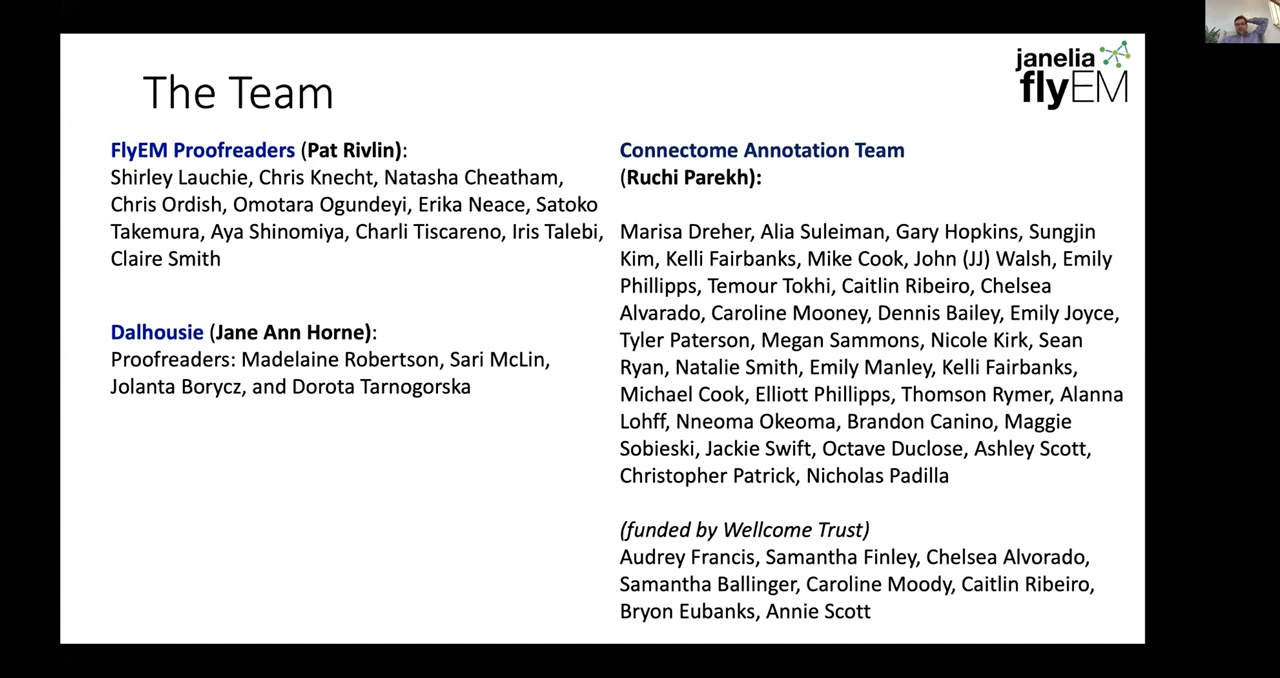 The Team
janelia
flyEM
FlyEM Proofreaders (Pat Rivlin):
Shirley Lauchie, Chris Knecht, Natasha Cheatham,
Chris Ordish, Omotara Ogundeyi, Erika Neace, Satoko
Takemura, Aya Shinomiya, Charli Tiscareno, Iris Talebi,
Claire Smith
Dalhousie (Jane Ann Horne):
Proofreaders: Madelaine Robertson, Sari McLin,
Jolanta Borycz, and Dorota Tarnogorska
Connectome Annotation Team
(Ruchi Parekh):
Marisa Dreher, Alia Suleiman, Gary Hopkins, Sungjin
Kim, Kelli Fairbanks, Mike Cook, John (JJ) Walsh, Emily
Phillipps, Temour Tokhi, Caitlin Ribeiro, Chelsea
Alvarado, Caroline Mooney, Dennis Bailey, Emily Joyce,
Tyler Paterson, Megan Sammons, Nicole Kirk, Sean
Ryan, Natalie Smith, Emily Manley, Kelli Fairbanks,
Michael Cook, Elliott Phillipps, Thomson Rymer, Alanna
Lohff, Nneoma Okeoma, Brandon Canino, Maggie
Sobieski, Jackie Swift, Octave Duclose, Ashley Scott,
Christopher Patrick, Nicholas Padilla
(funded by Wellcome Trust)
Audrey Francis, Samantha Finley, Chelsea Alvorado,
Samantha Ballinger, Caroline Moody, Caitlin Ribeiro,
Bryon Eubanks, Annie Scott